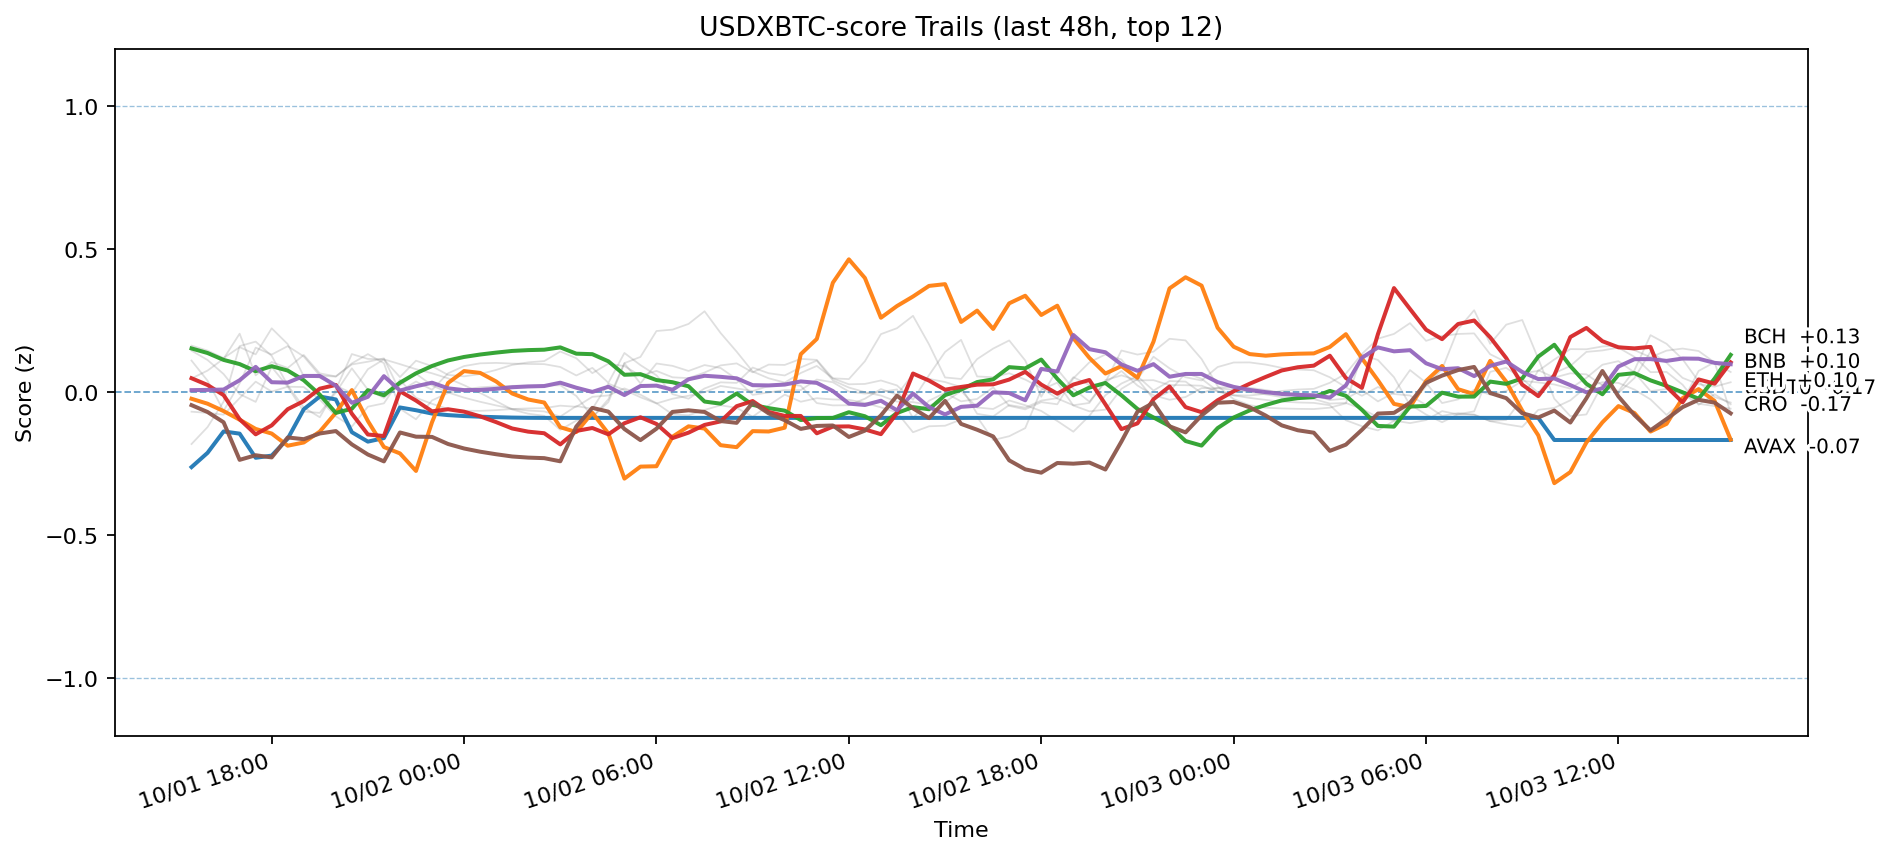 USDXBTC-score Trails (last 48h, top 12)
Score (z)
1.0
0.5
0.0
−0.5
−1.0
BCH +0.13
BNB +0.10
ETH +0.10
CRO -0.17
AVAX -0.07
10/01 18:00
10/02 00:00
10/02 06:00
10/02 12:00
10/02 18:00
10/03 00:00
10/03 06:00
10/03 12:00
Time